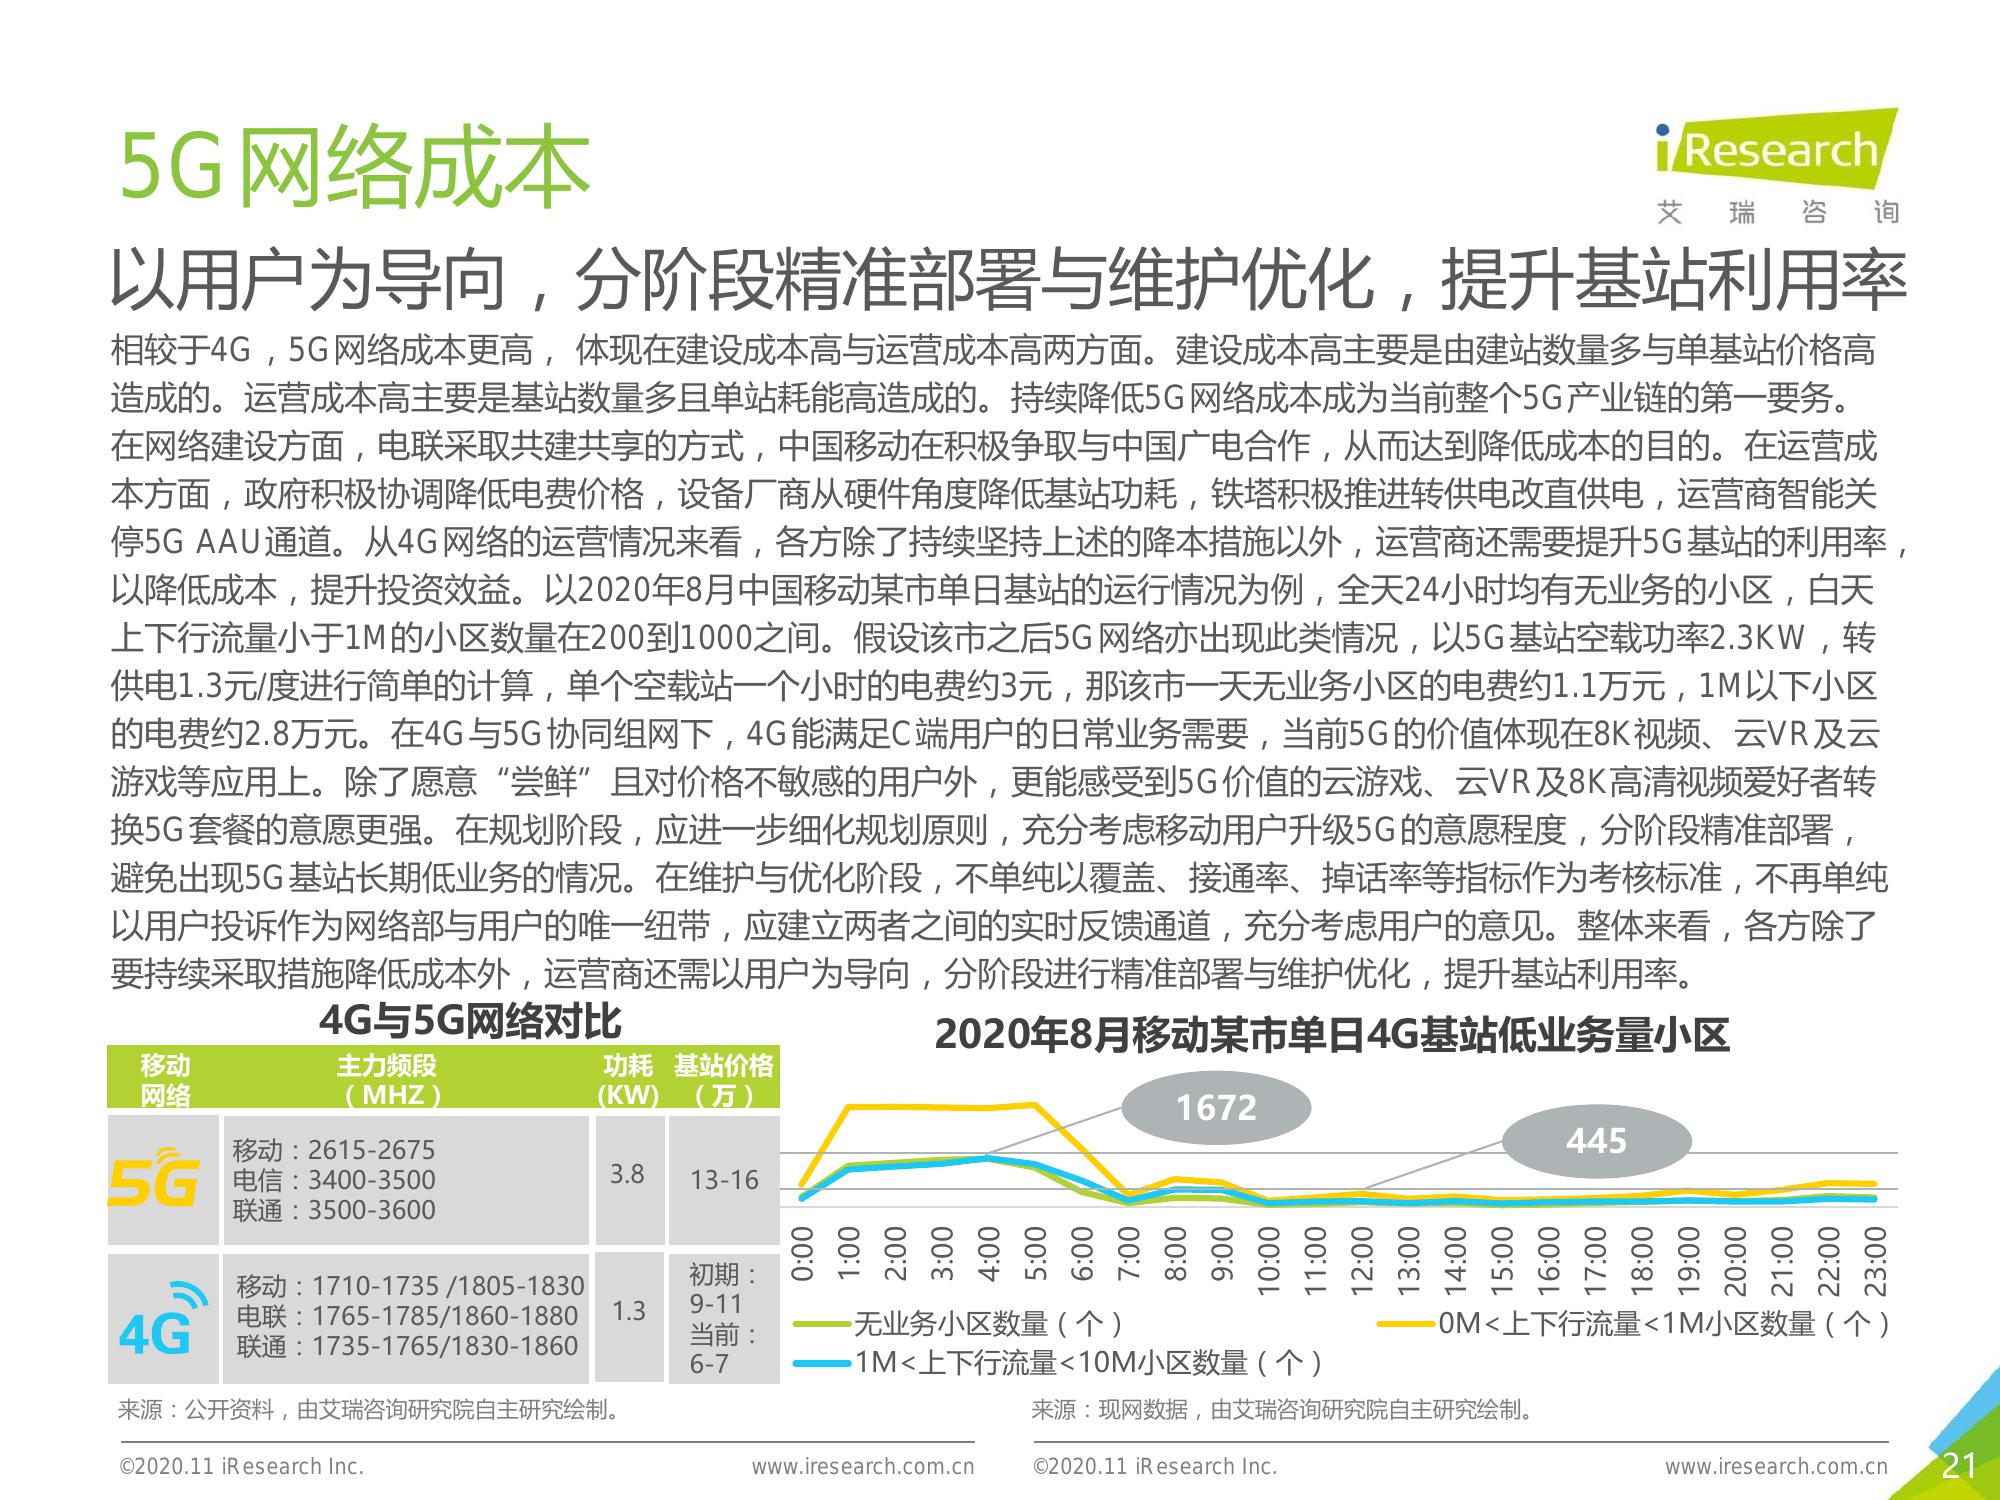 5G网络成本
iResearch
艾瑞咨询
以用户为导向，分阶段精准部署与维护优化，提升基站利用率
相较于4G，5G网络成本更高， 体现在建设成本高与运营成本高两方面。建设成本高主要是由建站数量多与单基站价格高
造成的。运营成本高主要是基站数量多且单站耗能高造成的。持续降低5G网络成本成为当前整个5G产业链的第一要务。
在网络建设方面，电联采取共建共享的方式，中国移动在积极争取与中国广电合作，从而达到降低成本的目的。在运营成
本方面，政府积极协调降低电费价格，设备厂商从硬件角度降低基站功耗，铁塔积极推进转供电改直供电，运营商智能关
停5G AAU通道。从4G网络的运营情况来看，各方除了持续坚持上述的降本措施以外，运营商还需要提升5G基站的利用率，
以降低成本，提升投资效益。以2020年8月中国移动某市单日基站的运行情况为例，全天24小时均有无业务的小区，白天
上下行流量小于1M的小区数量在200到1000之间。假设该市之后5G网络亦出现此类情况，以5G基站空载功率2.3KW，转
供电1.3元/度进行简单的计算，单个空载站一个小时的电费约3元，那该市一天无业务小区的电费约1.1万元，1M以下小区
的电费约2.8万元。在4G与5G协同组网下，4G能满足C端用户的日常业务需要，当前5G的价值体现在8K视频、云VR及云
游戏等应用上。除了愿意“尝鲜”且对价格不敏感的用户外，更能感受到5G价值的云游戏、云VR及8K高清视频爱好者转
换5G套餐的意愿更强。在规划阶段，应进一步细化规划原则，充分考虑移动用户升级5G的意愿程度，分阶段精准部署，
避免出现5G基站长期低业务的情况。在维护与优化阶段，不单纯以覆盖、接通率、掉话率等指标作为考核标准，不再单纯
以用户投诉作为网络部与用户的唯一纽带，应建立两者之间的实时反馈通道，充分考虑用户的意见。整体来看，各方除了
要持续采取措施降低成本外，运营商还需以用户为导向，分阶段进行精准部署与维护优化，提升基站利用率。
4G与5G网络对比
移动网络 主力频段（MHZ） 功耗(KW) 基站价格（万）
5G
移动：2615-2675
电信：3400-3500
联通：3500-3600
3.8
13-16
4G
移动：1710-1735 /1805-1830
电联：1765-1785/1860-1880
联通：1735-1765/1830-1860
1.3
初期：
9-11
当前：
6-7
2020年8月移动某市单日4G基站低业务量小区
1672
445
0:00 1:00 2:00 3:00 4:00 5:00 6:00 7:00 8:00 9:00 10:00 11:00 12:00 13:00 14:00 15:00 16:00 17:00 18:00 19:00 20:00 21:00 22:00 23:00
无业务小区数量（个）
0M<上下行流量<1M小区数量（个）
1M<上下行流量<10M小区数量（个）
来源：公开资料，由艾瑞咨询研究院自主研究绘制。
来源：现网数据，由艾瑞咨询研究院自主研究绘制。
©2020.11 iResearch Inc.
www.iresearch.com.cn
©2020.11 iResearch Inc.
www.iresearch.com.cn
21